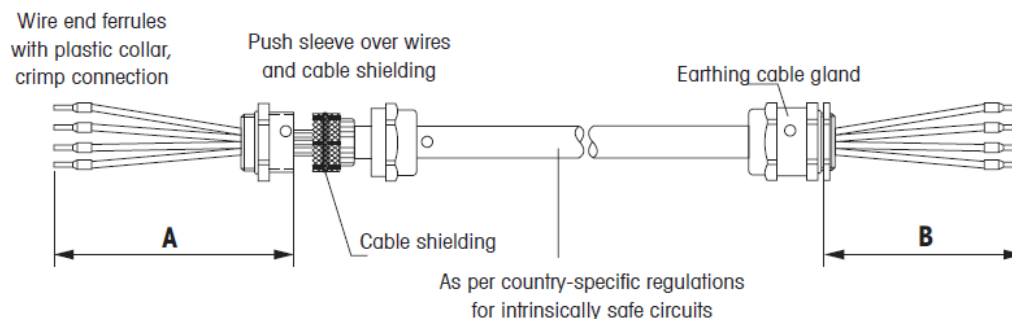 Wire end ferrules
with plastic collar,
crimp connection
Push sleeve over wires
and cable shielding
Earthing cable gland
A
Cable shielding
B
As per country-specific regulations
for intrinsically safe circuits